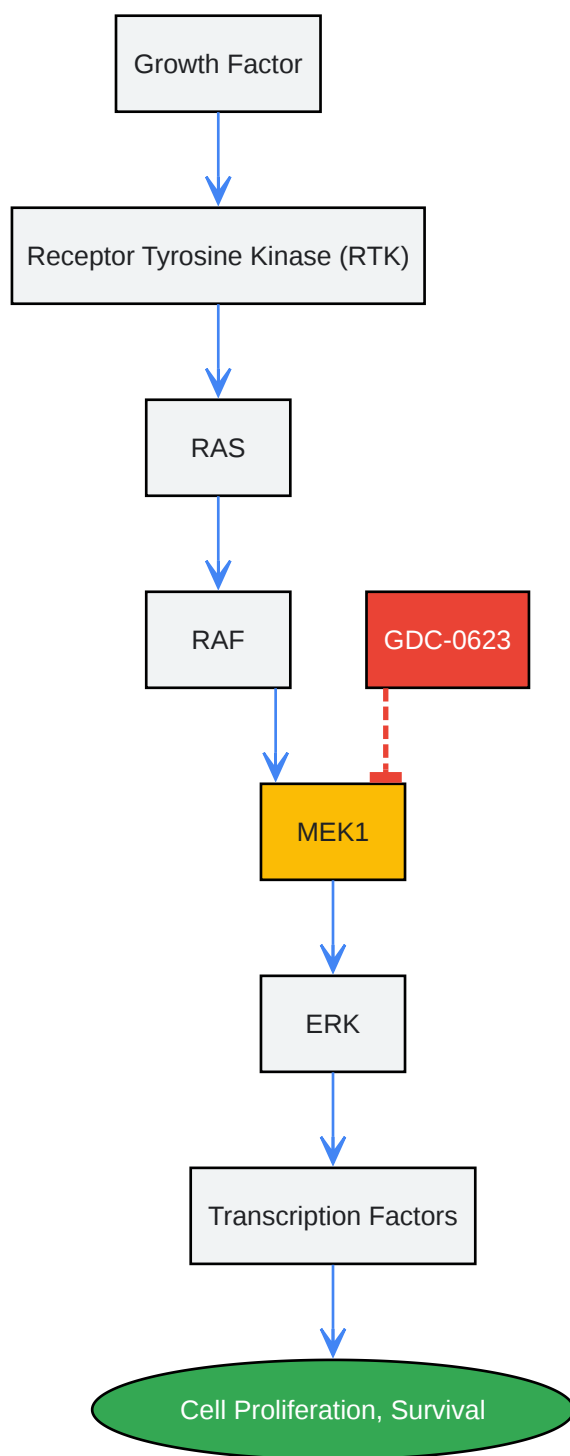 Growth Factor
Receptor Tyrosine Kinase (RTK)
RAS
RAF
GDC-0623
MEK1
ERK
Transcription Factors
Cell Proliferation, Survival